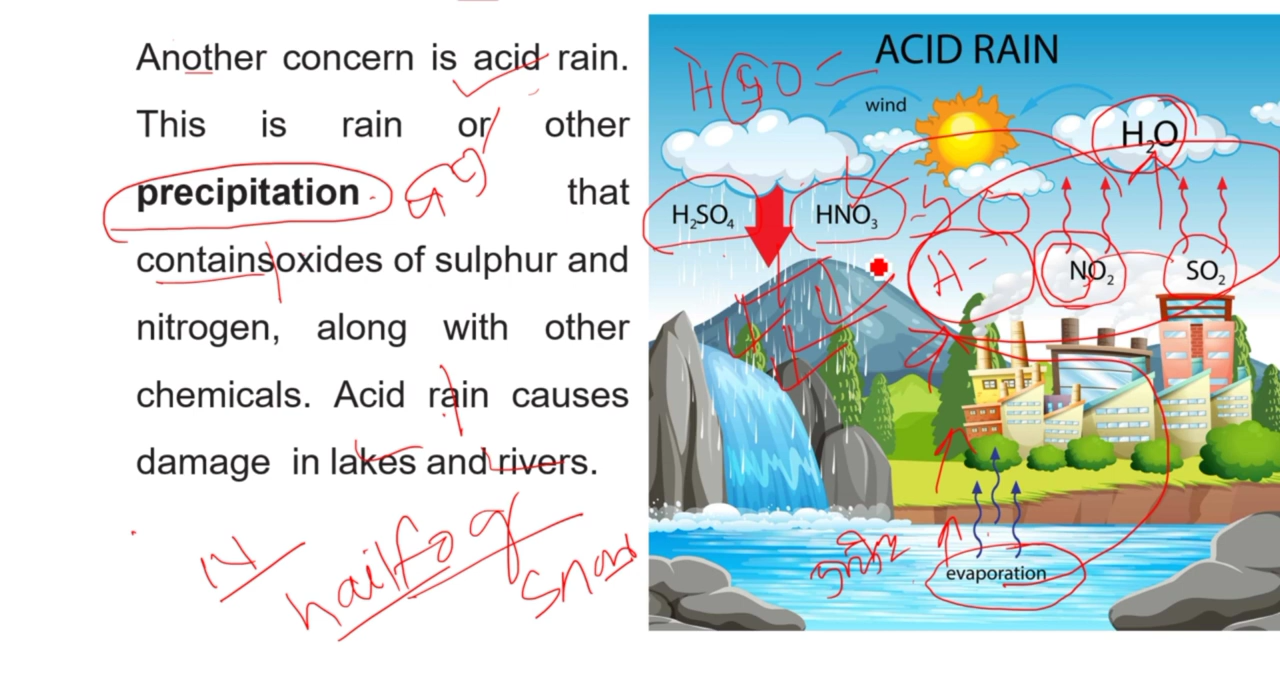 Another concern is acid rain.
This is rain or other
precipitation that
contains oxides of sulphur and
nitrogen, along with other
chemicals. Acid rain causes
damage in lakes and rivers.
hail fog
Snow
ACID RAIN
wind
H₂O
H₂SO₄
HNO₃
NO₂
SO₂
H-
evaporation